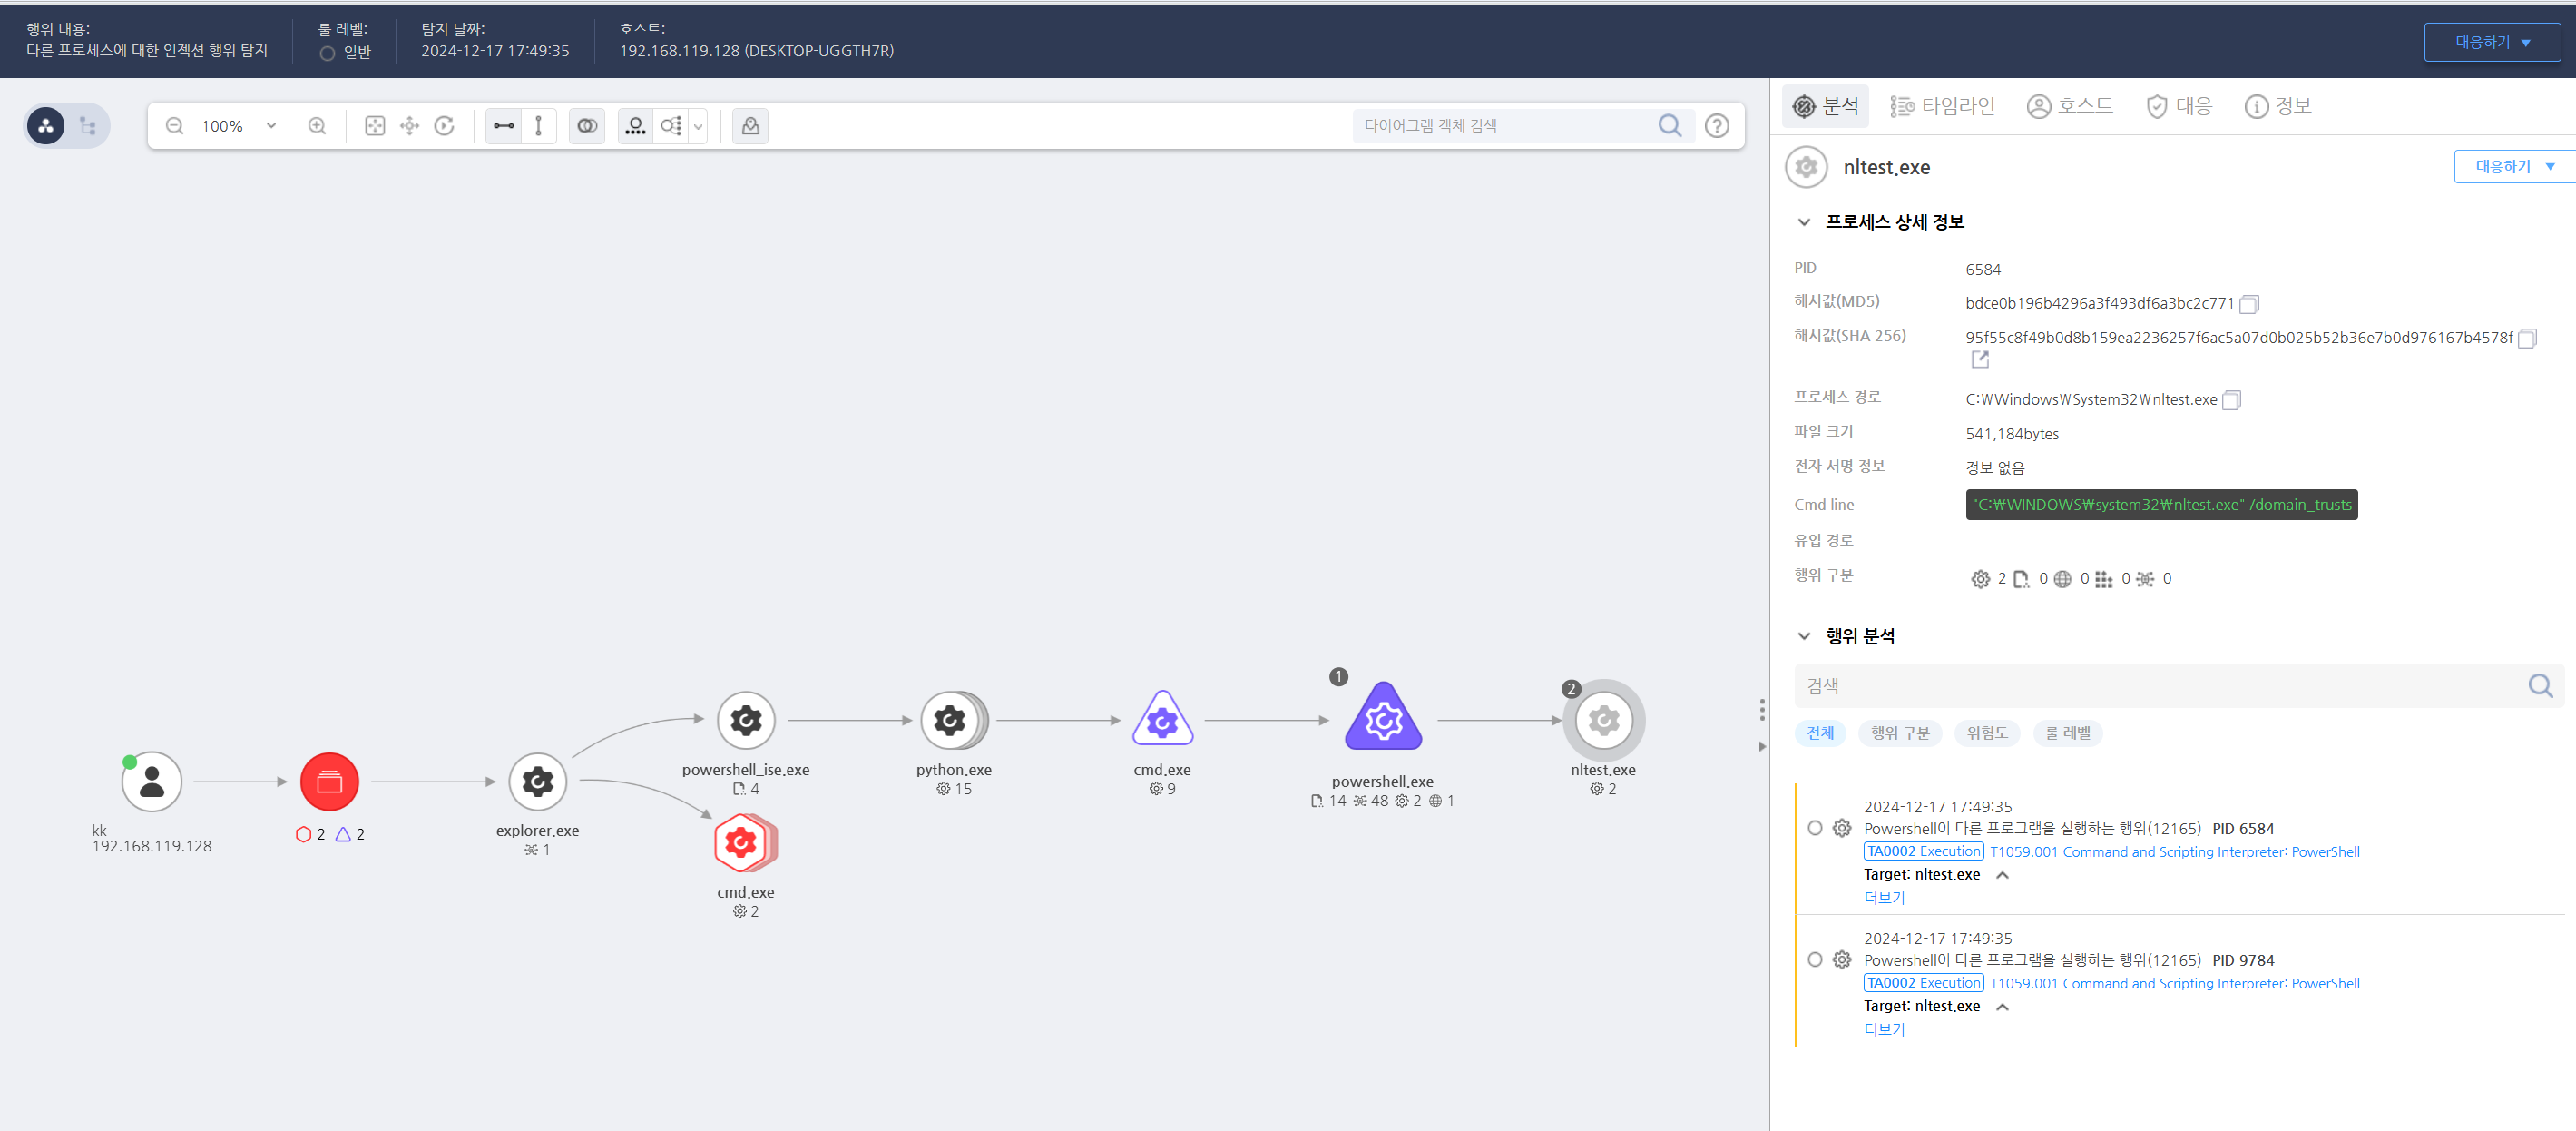 행위 내용:
다른 프로세스에 대한 인젝션 행위 탐지
룰 레벨:
일반
탐지 날짜:
2024-12-17 17:49:35
호스트:
192.168.119.128 (DESKTOP-UGGTH7R)
대응하기
100%
다이어그램 객체 검색
분석
타임라인
호스트
대응
정보
nltest.exe
대응하기
프로세스 상세 정보
PID
6584
해시값(MD5)
bdce0b196b4296a3f493df6a3bc2c771
해시값(SHA 256)
95f55c8f49b0d8b159ea2236257f6ac5a07d0b025b52b36e7b0d976167b4578f
프로세스 경로
C:₩Windows₩System32₩nltest.exe
파일 크기
541,184bytes
전자 서명 정보
정보 없음
Cmd line
"C:₩WINDOWS₩system32₩nltest.exe" /domain_trusts
유입 경로
행위 구분
2 0 0 0 0
행위 분석
검색
전체
행위 구분
위험도
룰 레벨
2024-12-17 17:49:35
Powershell이 다른 프로그램을 실행하는 행위(12165) PID 6584
TA0002 Execution T1059.001 Command and Scripting Interpreter: PowerShell
Target: nltest.exe
더보기
2024-12-17 17:49:35
Powershell이 다른 프로그램을 실행하는 행위(12165) PID 9784
TA0002 Execution T1059.001 Command and Scripting Interpreter: PowerShell
Target: nltest.exe
더보기
kk
192.168.119.128
2 2
explorer.exe
1
powershell_ise.exe
4
cmd.exe
2
python.exe
15
cmd.exe
9
1
powershell.exe
14 48 2 1
2
nltest.exe
2